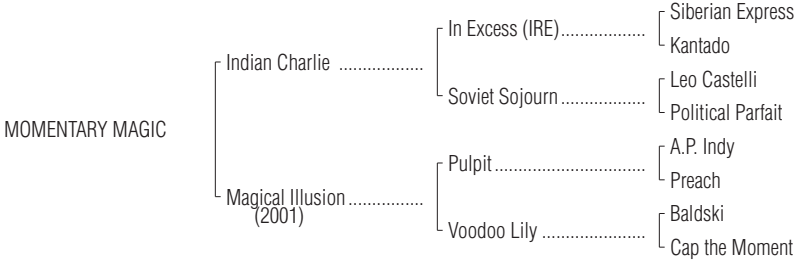 Siberian Express
In Excess (IRE)...................
Kantado
Indian Charlie ..................
Leo Castelli
Soviet Sojourn..................
Political Parfait
MOMENTARY MAGIC
A.P. Indy
Pulpit................................
Preach
Magical Illusion................
(2001)
Baldski
Voodoo Lily ......................
Cap the Moment